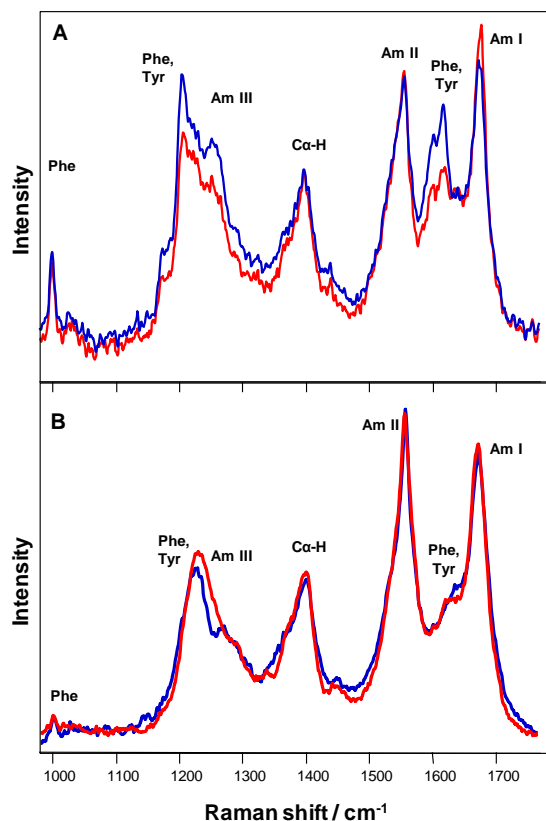 A
Phe,
Tyr
Am III
Phe
Cα-H
Am II
Phe,
Tyr
Am I
Intensity
B
Phe,
Tyr
Am III
Phe
Cα-H
Am II
Phe,
Tyr
Am I
Intensity
1000 1100 1200 1300 1400 1500 1600 1700
Raman shift / cm⁻¹